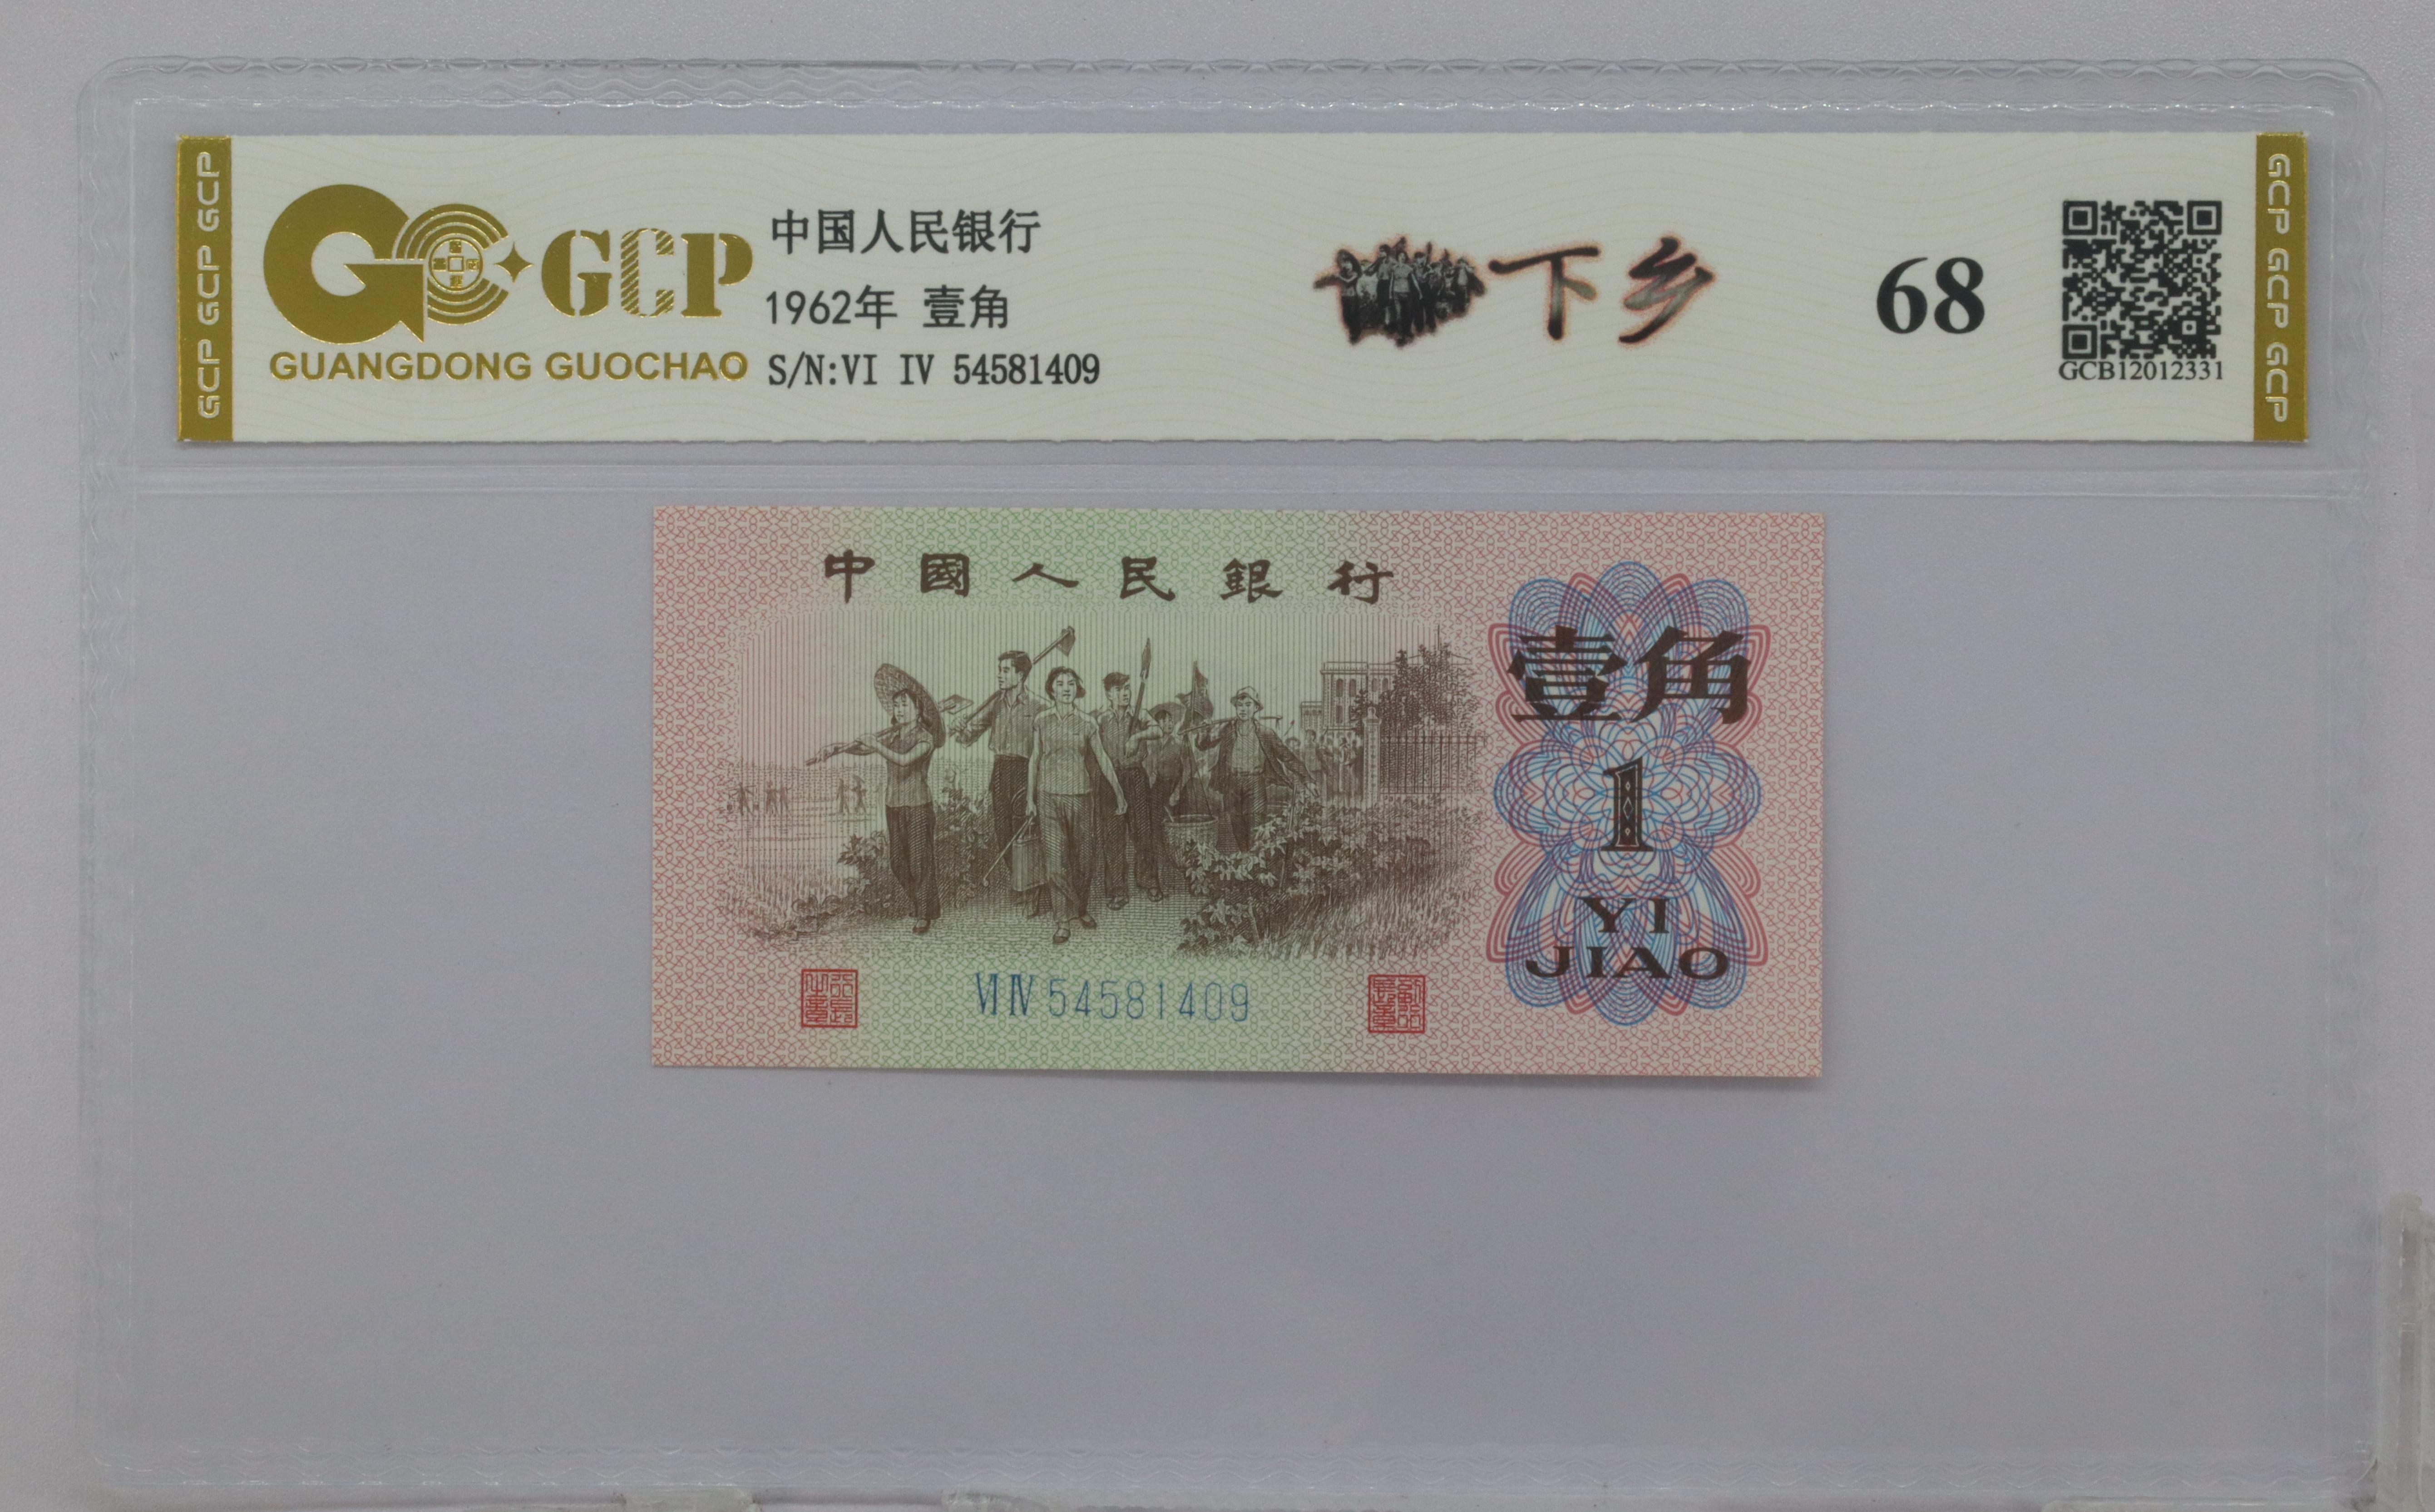 GCP GCP GCP
GCP
GUANGDONG GUOCHAO
中国人民银行
1962年 壹角
S/N:VI IV 54581409
下乡
68
GCB12012331
GCP GCP GCP
中國人民銀行
壹角
1
YI
JIAO
VI IV 54581409